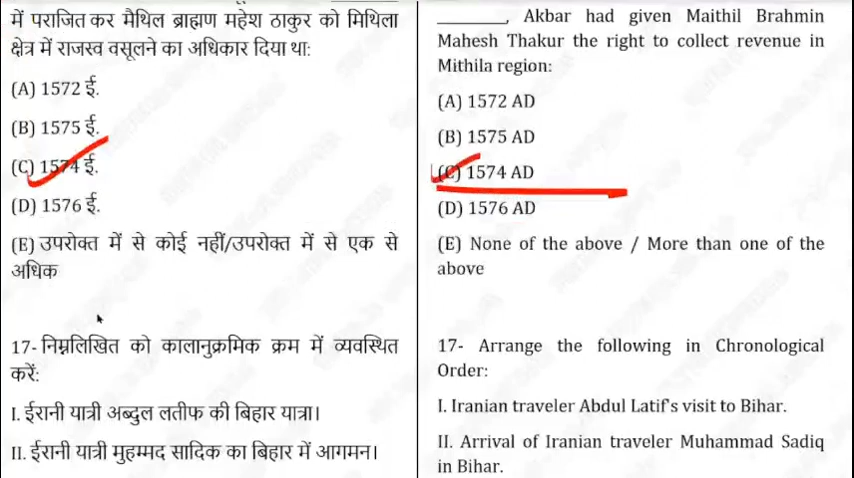 में पराजित कर मैथिल ब्राह्मण महेश ठाकुर को मिथिला
क्षेत्र में राजस्व वसूलने का अधिकार दिया था:
(A) 1572 ई.
(B) 1575 ई.
(C) 1574 ई.
(D) 1576 ई.
(E) उपरोक्त में से कोई नहीं/उपरोक्त में से एक से
अधिक
17- निम्नलिखित को कालानुक्रमिक क्रम में व्यवस्थित
करें:
I. ईरानी यात्री अब्दुल लतीफ की बिहार यात्रा।
II. ईरानी यात्री मुहम्मद सादिक का बिहार में आगमन।
________, Akbar had given Maithil Brahmin
Mahesh Thakur the right to collect revenue in
Mithila region:
(A) 1572 AD
(B) 1575 AD
(C) 1574 AD
(D) 1576 AD
(E) None of the above / More than one of the
above
17- Arrange the following in Chronological
Order:
I. Iranian traveler Abdul Latif's visit to Bihar.
II. Arrival of Iranian traveler Muhammad Sadiq
in Bihar.